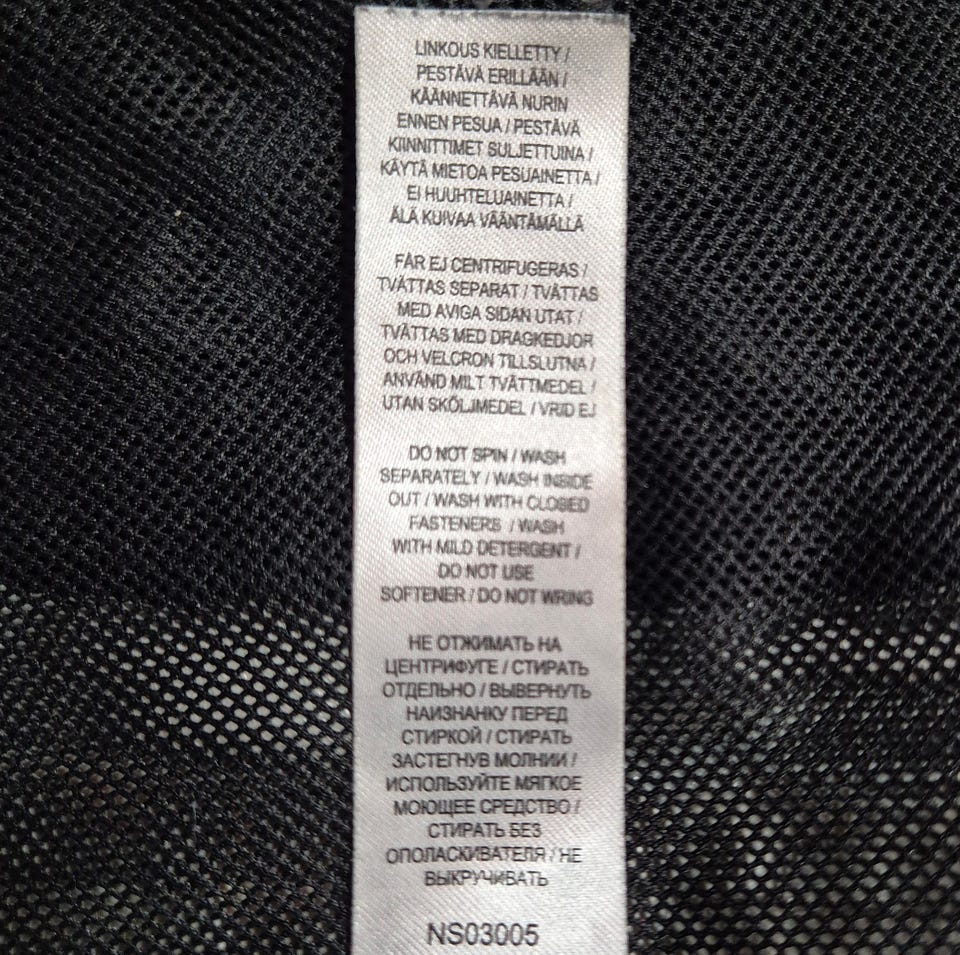 LINKOUS KIELLETTY /
PESTÄVÄ ERILLÄÄN /
KÄÄNNETTÄVÄ NURIN
ENNEN PESUA / PESTÄVÄ
KIINNITTIMET SULJETTUINA /
KÄYTÄ MIETOA PESUAINETTA /
EI HUUHTELUAINETTA /
ÄLÄ KUIVAA VÄÄNTÄMÄLLÄ
FÅR EJ CENTRIFUGERAS /
TVÄTTAS SEPARAT / TVÄTTAS
MED AVIGA SIDAN UTAT /
TVÄTTAS MED DRAGKEDJOR
OCH VELCRON TILLSLUTNA /
ANVÄND MILT TVÄTTMEDEL /
UTAN SKÖLJMEDEL / VRID EJ
DO NOT SPIN / WASH
SEPARATELY / WASH INSIDE
OUT / WASH WITH CLOSED
FASTENERS / WASH
WITH MILD DETERGENT /
DO NOT USE
SOFTENER / DO NOT WRING
НЕ ОТЖИМАТЬ НА
ЦЕНТРИФУГЕ / СТИРАТЬ
ОТДЕЛЬНО / ВЫВЕРНУТЬ
НАИЗНАНКУ ПЕРЕД
СТИРКОЙ / СТИРАТЬ
ЗАСТЕГНУВ МОЛНИИ /
ИСПОЛЬЗУЙТЕ МЯГКОЕ
МОЮЩЕЕ СРЕДСТВО /
СТИРАТЬ БЕЗ
ОПОЛАСКИВАТЕЛЯ / НЕ
ВЫКРУЧИВАТЬ
NS03005